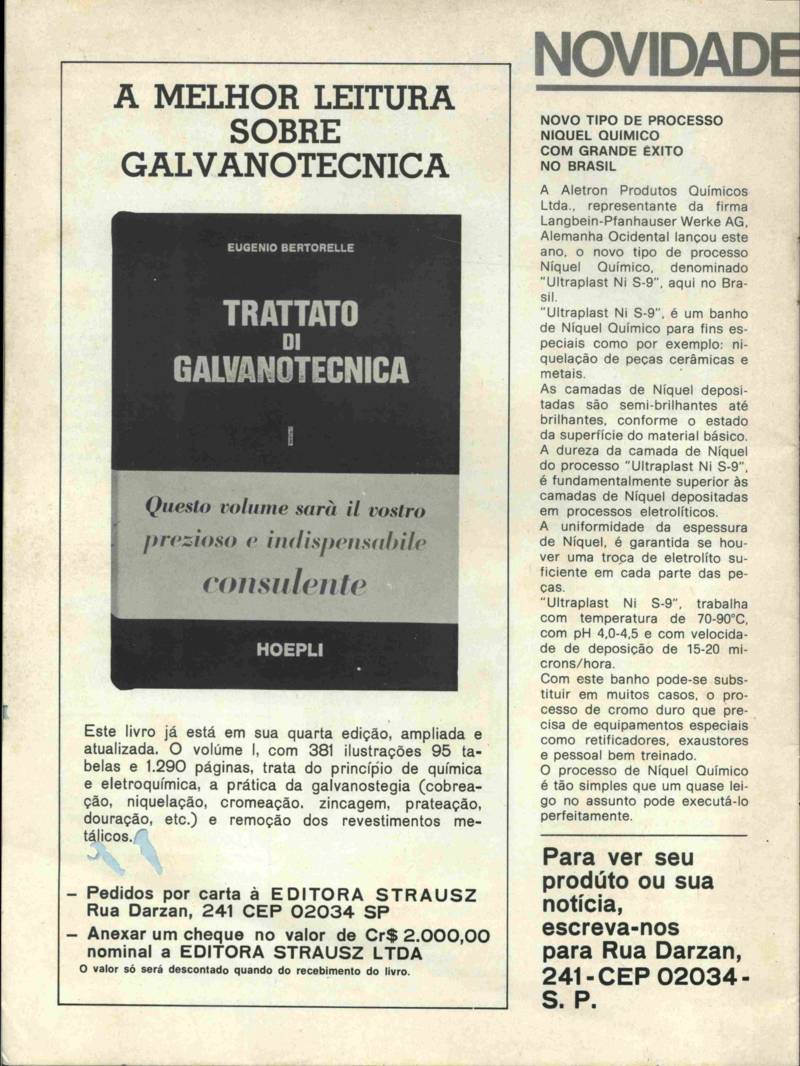 A MELHOR LEITURA
SOBRE
GALVANOTECNICA
EUGENIO BERTORELLE
TRATTATO
DI
GALVANOTECNICA
I
Questo volume sarà il vostro
prezioso e indispensabile
consulente
HOEPLI
Este livro já está em sua quarta edição, ampliada e
atualizada. O volúme I, com 381 ilustrações 95 ta-
belas e 1.290 páginas, trata do princípio de química
e eletroquímica, a prática da galvanostegia (cobrea-
ção, niquelação, cromeação. zincagem, prateação,
douração, etc.) e remoção dos revestimentos me-
tálicos.
– Pedidos por carta à EDITORA STRAUSZ
Rua Darzan, 241 CEP 02034 SP
– Anexar um cheque no valor de Cr$ 2.000,00
nominal a EDITORA STRAUSZ LTDA
O valor só será descontado quando do recebimento do livro.
NOVIDADE
NOVO TIPO DE PROCESSO
NIQUEL QUIMICO
COM GRANDE ÊXITO
NO BRASIL
A Aletron Produtos Químicos
Ltda., representante da firma
Langbein-Pfanhauser Werke AG,
Alemanha Ocidental lançou este
ano, o novo tipo de processo
Níquel Químico, denominado
"Ultraplast Ni S-9", aqui no Bra-
sil.
"Ultraplast Ni S-9", é um banho
de Níquel Químico para fins es-
peciais como por exemplo: ni-
quelação de peças cerâmicas e
metais.
As camadas de Níquel deposi-
tadas são semi-brilhantes até
brilhantes, conforme o estado
da superfície do material básico.
A dureza da camada de Níquel
do processo "Ultraplast Ni S-9",
é fundamentalmente superior às
camadas de Níquel depositadas
em processos eletrolíticos.
A uniformidade da espessura
de Níquel, é garantida se hou-
ver uma troça de eletrolíto su-
ficiente em cada parte das pe-
ças.
"Ultraplast Ni S-9", trabalha
com temperatura de 70-90°C,
com pH 4,0-4,5 e com velocida-
de de deposição de 15-20 mi-
crons/hora.
Com este banho pode-se subs-
tituir em muitos casos, o pro-
cesso de cromo duro que pre-
cisa de equipamentos especiais
como retificadores, exaustores
e pessoal bem treinado.
O processo de Níquel Químico
é tão simples que um quase lei-
go no assunto pode executá-lo
perfeitamente.
Para ver seu
prodúto ou sua
notícia,
escreva-nos
para Rua Darzan,
241-CEP 02034-
S. P.